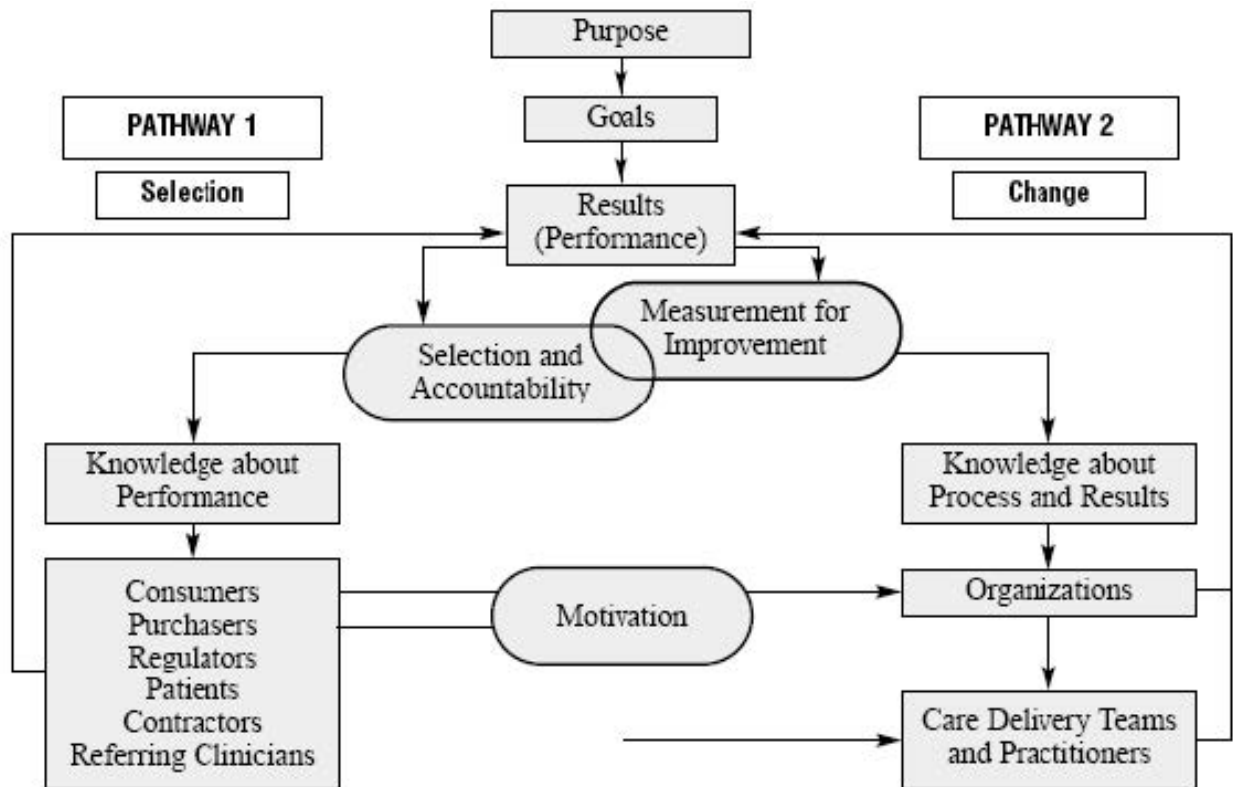 Purpose
PATHWAY 1
Goals
PATHWAY 2
Selection
Results
(Performance)
Change
Measurement for
Improvement
Selection and
Accountability
Knowledge about
Performance
Knowledge about
Process and Results
Consumers
Purchasers
Regulators
Patients
Contractors
Referring Clinicians
Motivation
Organizations
Care Delivery Teams
and Practitioners